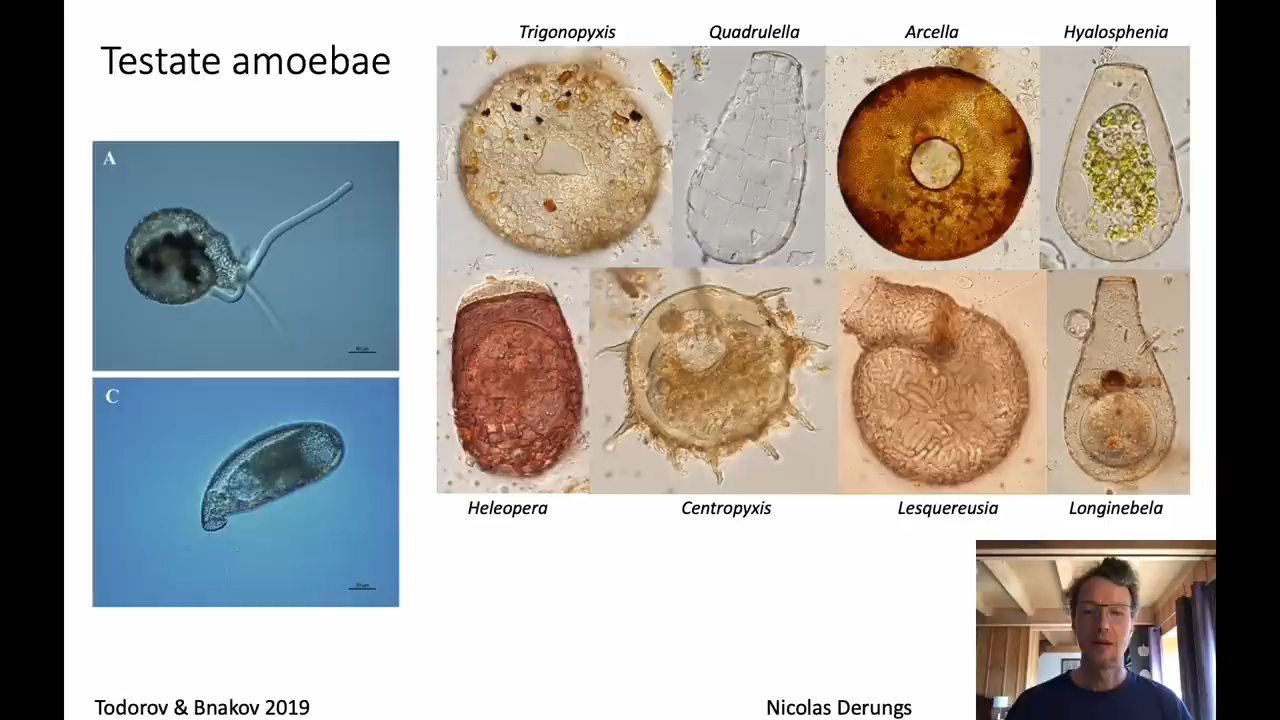 Testate amoebae
Trigonopyxis
Quadrulella
Arcella
Hyalosphenia
A
C
Heleopera
Centropyxis
Lesquereusia
Longinebela
Todorov & Bnakov 2019
Nicolas Derungs